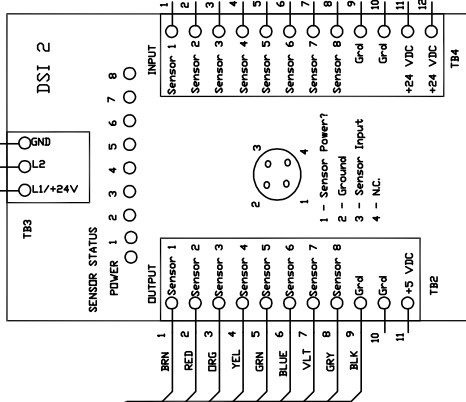 DSI 2
INPUT
1
2
3
4
5
6
7
8
9
10
11
12
Sensor 1
Sensor 2
Sensor 3
Sensor 4
Sensor 5
Sensor 6
Sensor 7
Sensor 8
Grd
Grd
+24 VDC
+24 VDC
TB4
GND
L2
L1/+24V
TB3
SENSOR STATUS
8
7
6
5
4
3
2
1
POWER
3
4
2
1
1 - Sensor Power?
2 - Ground
3 - Sensor Input
4 - N.C.
OUTPUT
Sensor 1
Sensor 2
Sensor 3
Sensor 4
Sensor 5
Sensor 6
Sensor 7
Sensor 8
Grd
Grd
+5 VDC
TB2
1
2
3
4
5
6
7
8
9
10
11
BRN
RED
ORG
YEL
GRN
BLUE
VLT
GRY
BLK